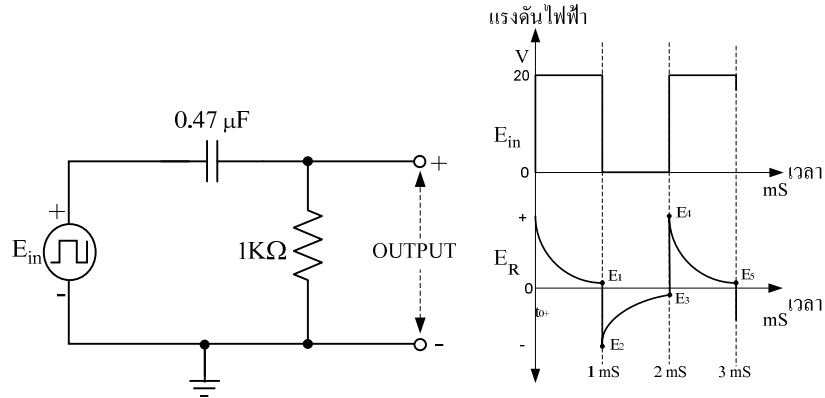 0.47 μF
+
E in
-
1KΩ
+
OUTPUT
-
แรงดันไฟฟ้า
V
20
E in
0
เวลา
mS
+
E4
E R
E1
E5
0
E3
เวลา
mS
t0+
-
E2
1 mS 2 mS 3 mS